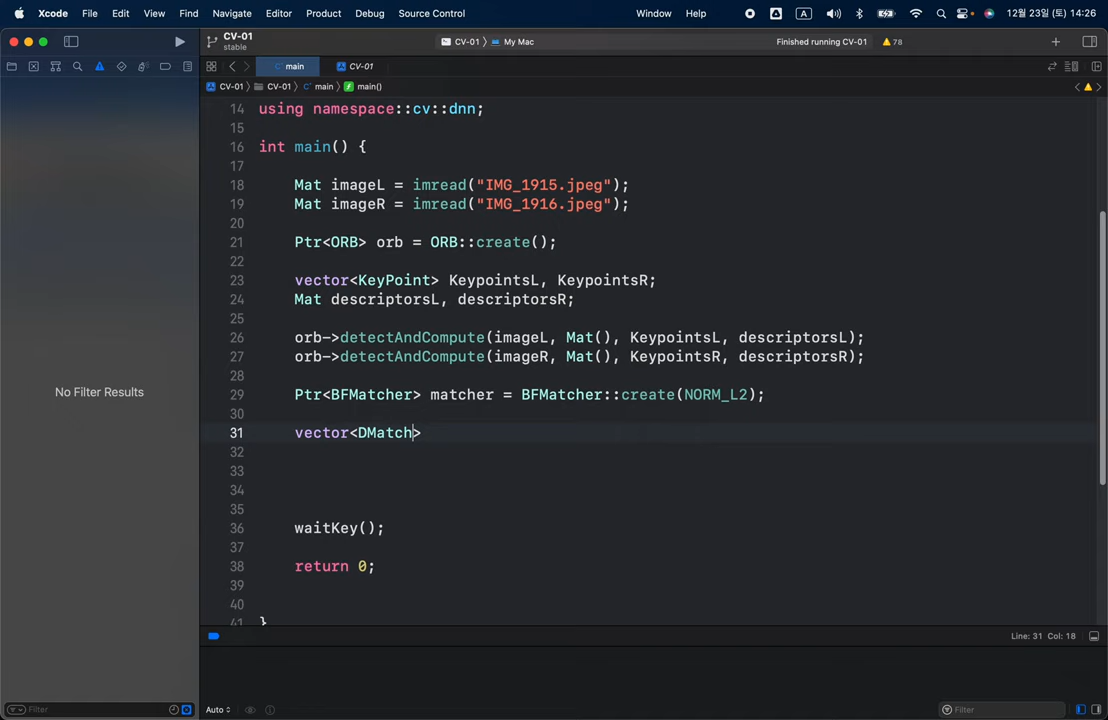 Xcode File Edit View Find Navigate Editor Product Debug Source Control Window Help A 12월 23일(토) 14:26
CV-01
stable
CV-01 〉 My Mac
Finished running CV-01
78
main
CV-01
CV-01 〉 CV-01 〉 main 〉 main()
14 using namespace::cv::dnn;
15
16 int main() {
17
18 Mat imageL = imread("IMG_1915.jpeg");
19 Mat imageR = imread("IMG_1916.jpeg");
20
21 Ptr<ORB> orb = ORB::create();
22
23 vector<KeyPoint> KeypointsL, KeypointsR;
24 Mat descriptorsL, descriptorsR;
25
26 orb->detectAndCompute(imageL, Mat(), KeypointsL, descriptorsL);
27 orb->detectAndCompute(imageR, Mat(), KeypointsR, descriptorsR);
28
29 Ptr<BFMatcher> matcher = BFMatcher::create(NORM_L2);
30
31 vector<DMatch>
32
33
34
35
36 waitKey();
37
38 return 0;
39
40
41 }
No Filter Results
Line: 31 Col: 18
Filter
Auto
Filter